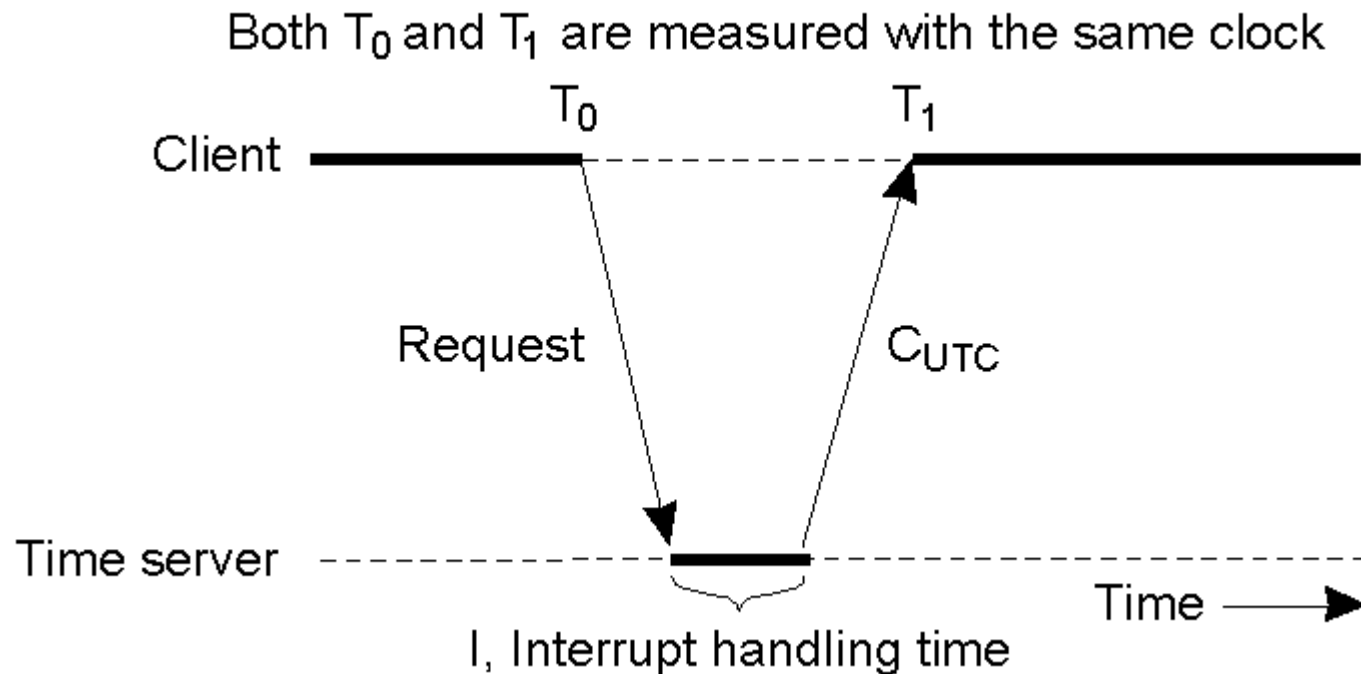 Both T₀ and T₁ are measured with the same clock
T₀
T₁
Client
Request
C_UTC
Time server
Time
I, Interrupt handling time